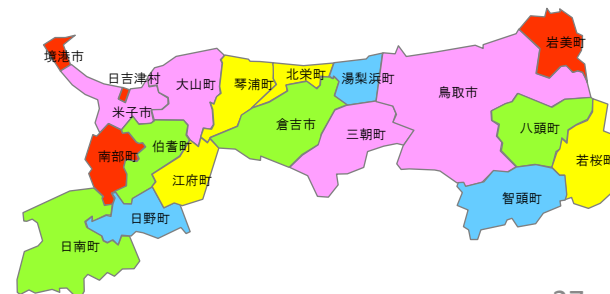 境港市
岩美町
日吉津村
大山町
琴浦町
北栄町
湯梨浜町
鳥取市
米子市
倉吉市
三朝町
八頭町
南部町
伯耆町
若桜町
江府町
智頭町
日野町
日南町